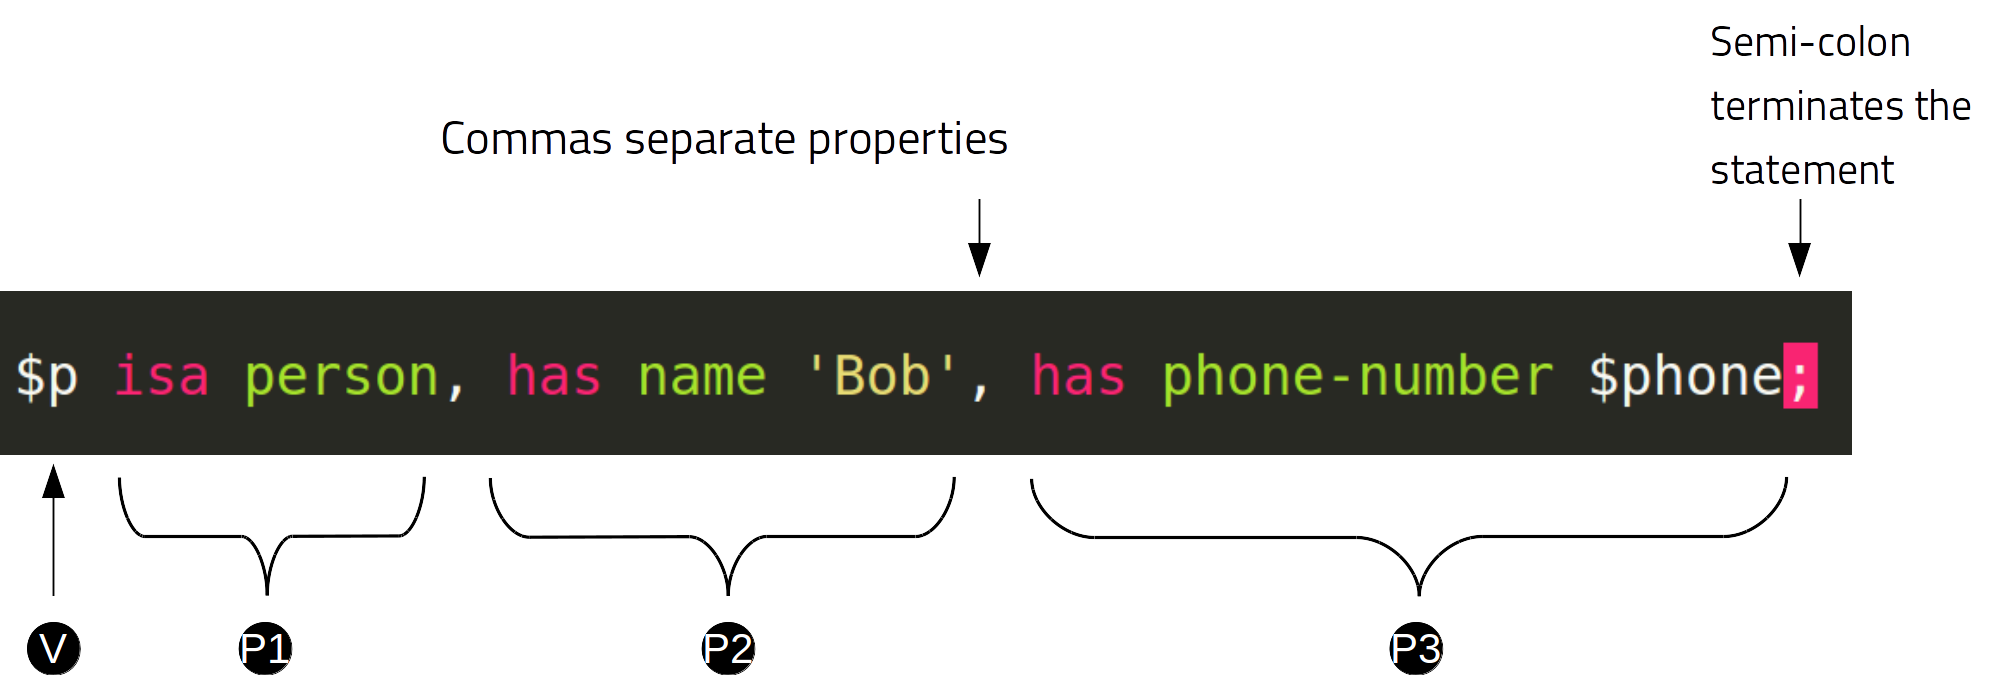 Semi-colon
terminates the
statement
Commas separate properties
$p isa person, has name 'Bob', has phone-number $phone;
V P1 P2 P3